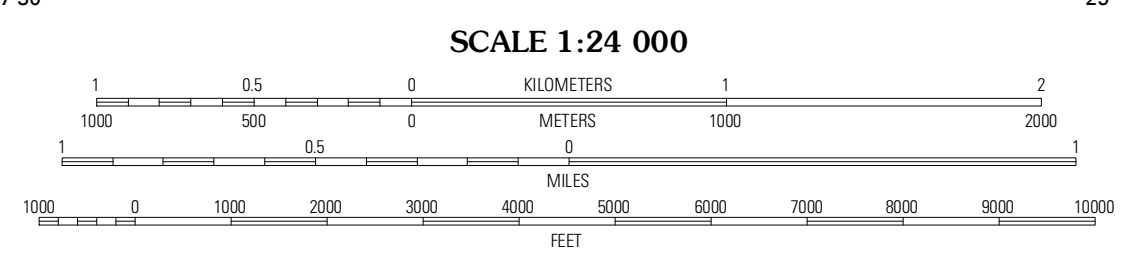 SCALE 1:24 000
1 0.5 0 KILOMETERS 1 2
1000 500 0 METERS 1000 2000
1 0.5 0 1
MILES
1000 0 1000 2000 3000 4000 5000 6000 7000 8000 9000 10000
FEET